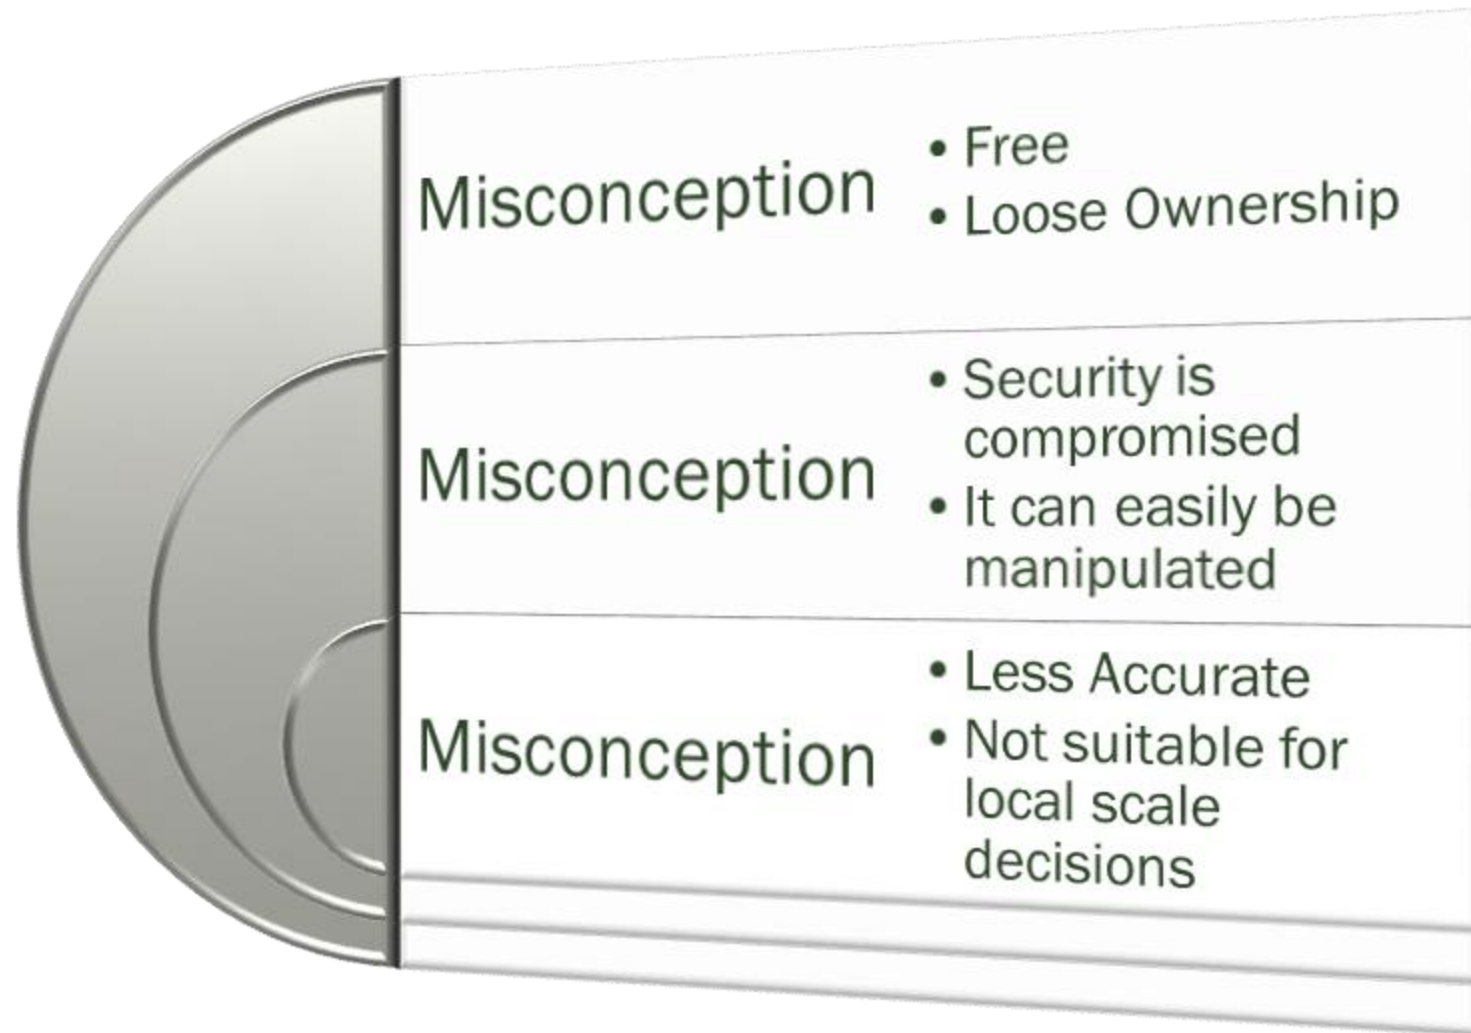 Misconception
• Free
• Loose Ownership
Misconception
• Security is
compromised
• It can easily be
manipulated
Misconception
• Less Accurate
• Not suitable for
local scale
decisions